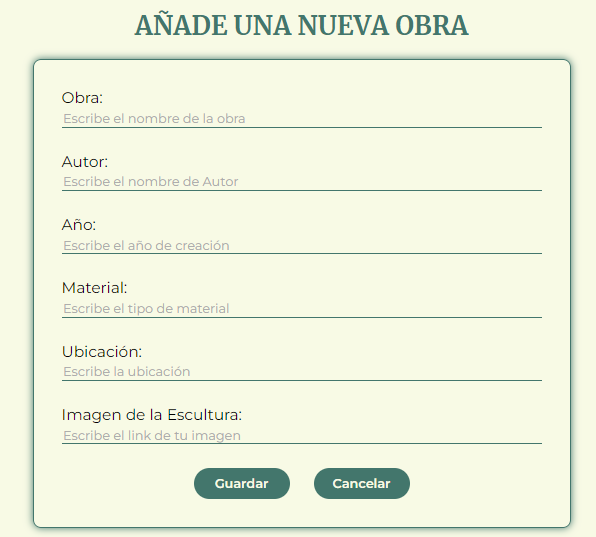 AÑADE UNA NUEVA OBRA
Obra:
Escribe el nombre de la obra
Autor:
Escribe el nombre de Autor
Año:
Escribe el año de creación
Material:
Escribe el tipo de material
Ubicación:
Escribe la ubicación
Imagen de la Escultura:
Escribe el link de tu imagen
Guardar Cancelar